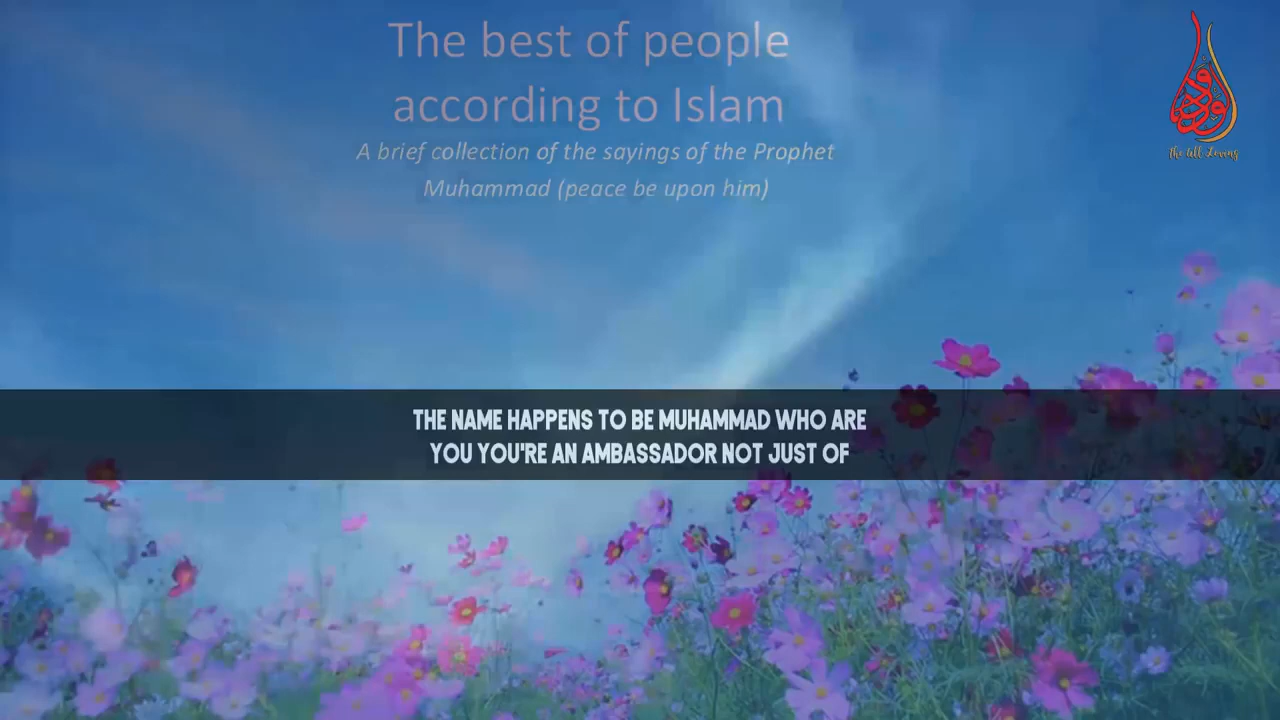 The best of people
according to Islam
A brief collection of the sayings of the Prophet
Muhammad (peace be upon him)
The All Loving
THE NAME HAPPENS TO BE MUHAMMAD WHO ARE
YOU YOU'RE AN AMBASSADOR NOT JUST OF